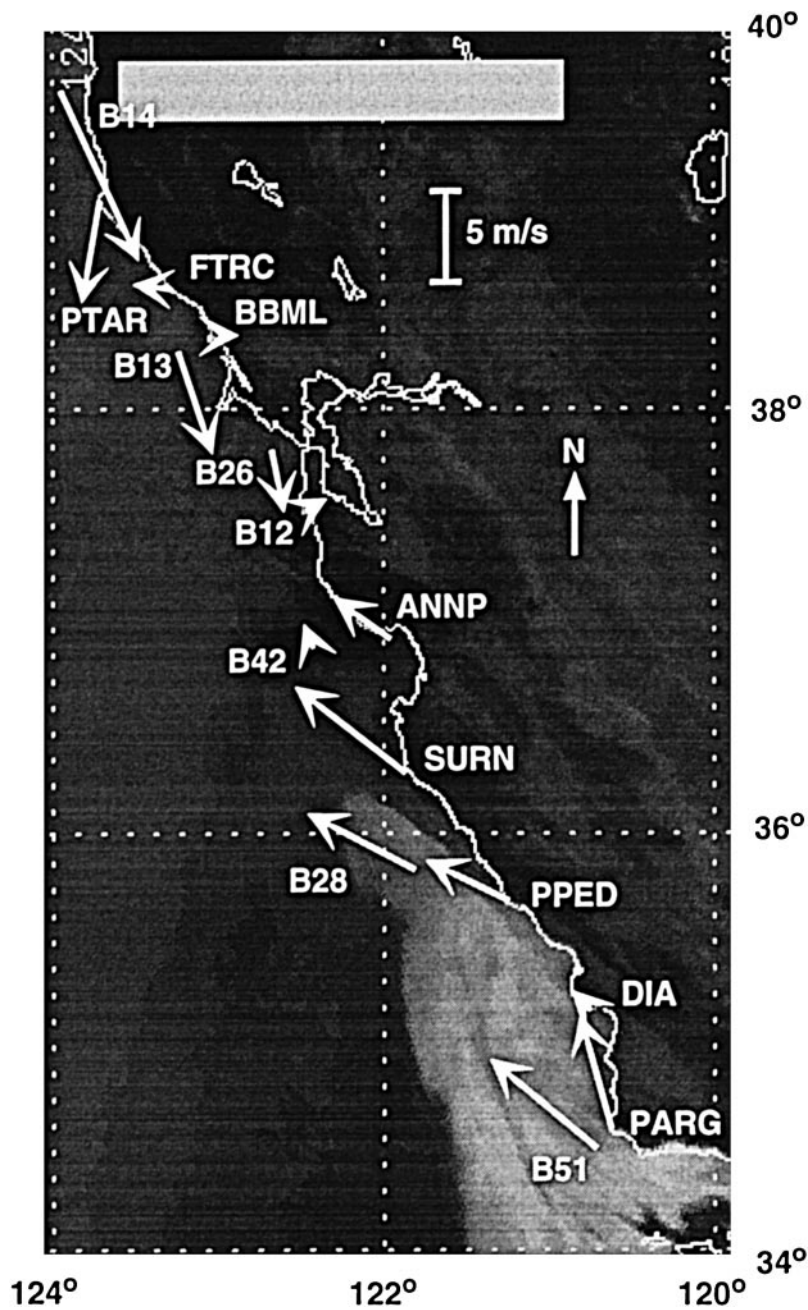 40°
B14
5 m/s
FTRC
PTAR
BBML
B13
38°
B26
N
B12
ANNP
B42
SURN
36°
B28
PPED
DIA
PARG
B51
34°
124°
122°
120°